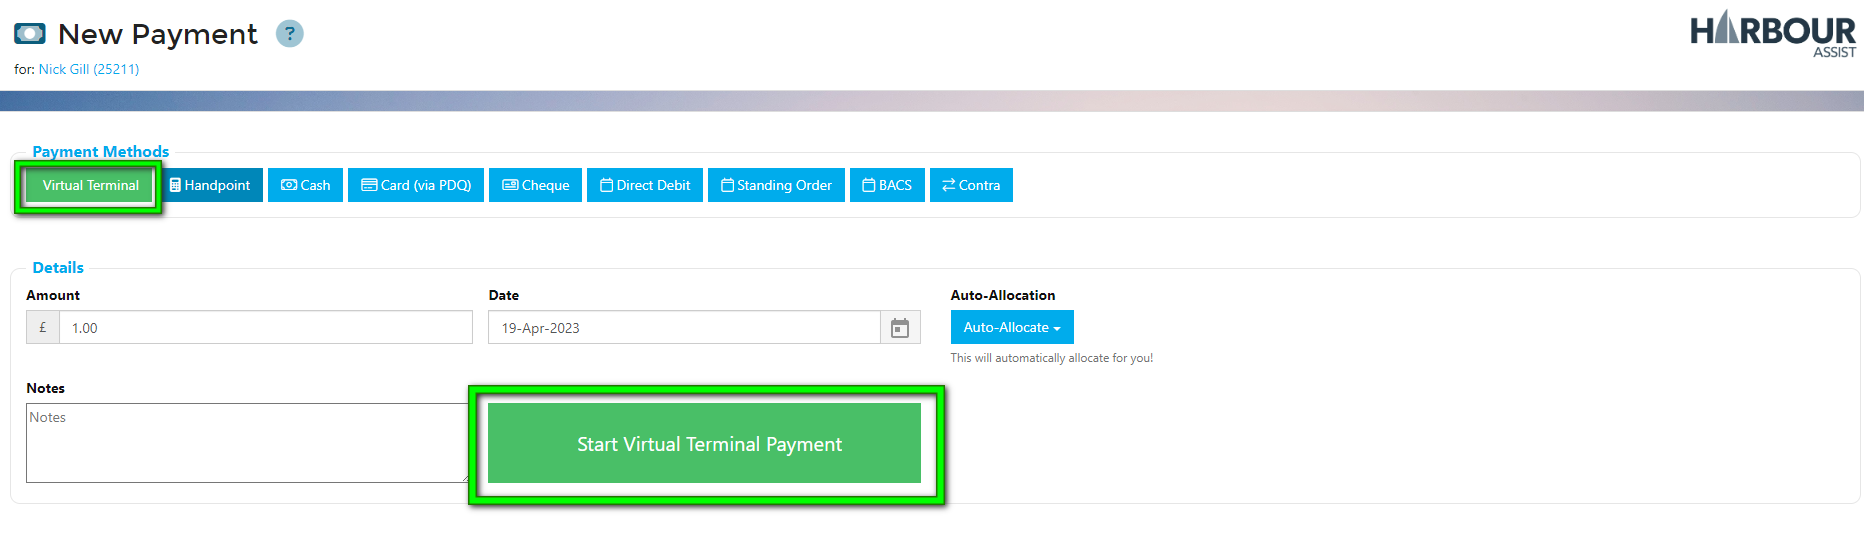 New Payment ?
HARBOUR
ASSIST
for: Nick Gill (25211)
Payment Methods
Virtual Terminal Handpoint Cash Card (via PDQ) Cheque Direct Debit Standing Order BACS Contra
Details
Amount Date Auto-Allocation
£ 1.00 19-Apr-2023 Auto-Allocate
This will automatically allocate for you!
Notes
Notes
Start Virtual Terminal Payment